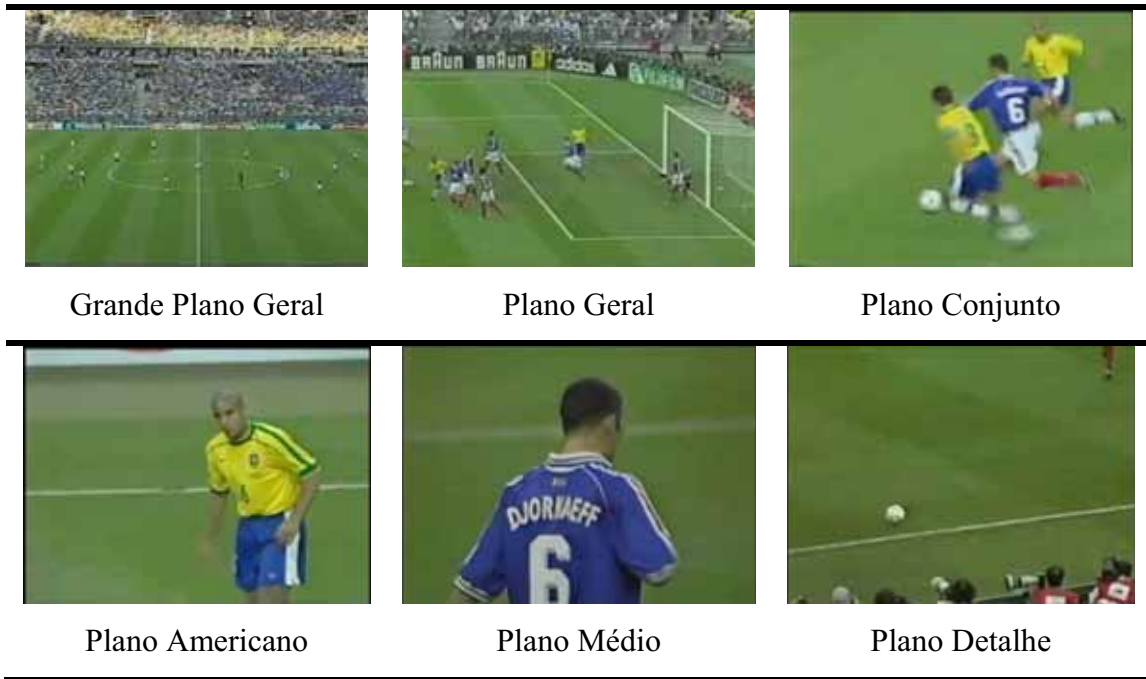 BRAUN BRAUN adidas FUJIFILM
6
Grande Plano Geral
Plano Geral
Plano Conjunto
DJORKAEFF
6
Plano Americano
Plano Médio
Plano Detalhe